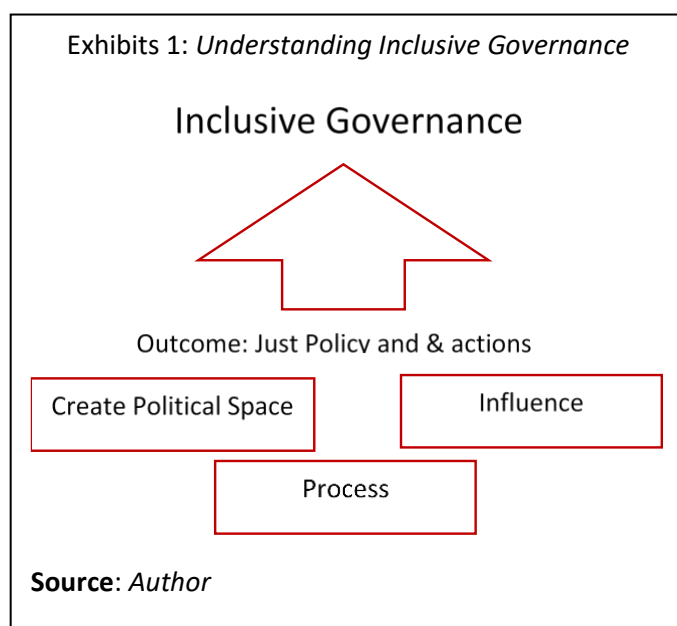 Exhibits 1: Understanding Inclusive Governance
Inclusive Governance
Outcome: Just Policy and & actions
Create Political Space
Influence
Process
Source: Author